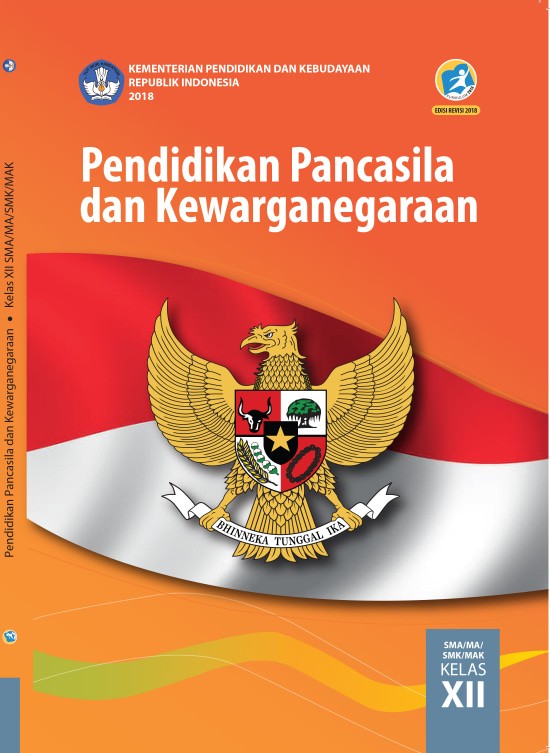 KEMENTERIAN PENDIDIKAN DAN KEBUDAYAAN
REPUBLIK INDONESIA
2018
EDISI REVISI 2018
Pendidikan Pancasila
dan Kewarganegaraan
BHINNEKA TUNGGAL IKA
SMA/MA/
SMK/MAK
KELAS
XII
Pendidikan Pancasila dan Kewarganegaraan • Kelas XII SMA/MA/SMK/MAK